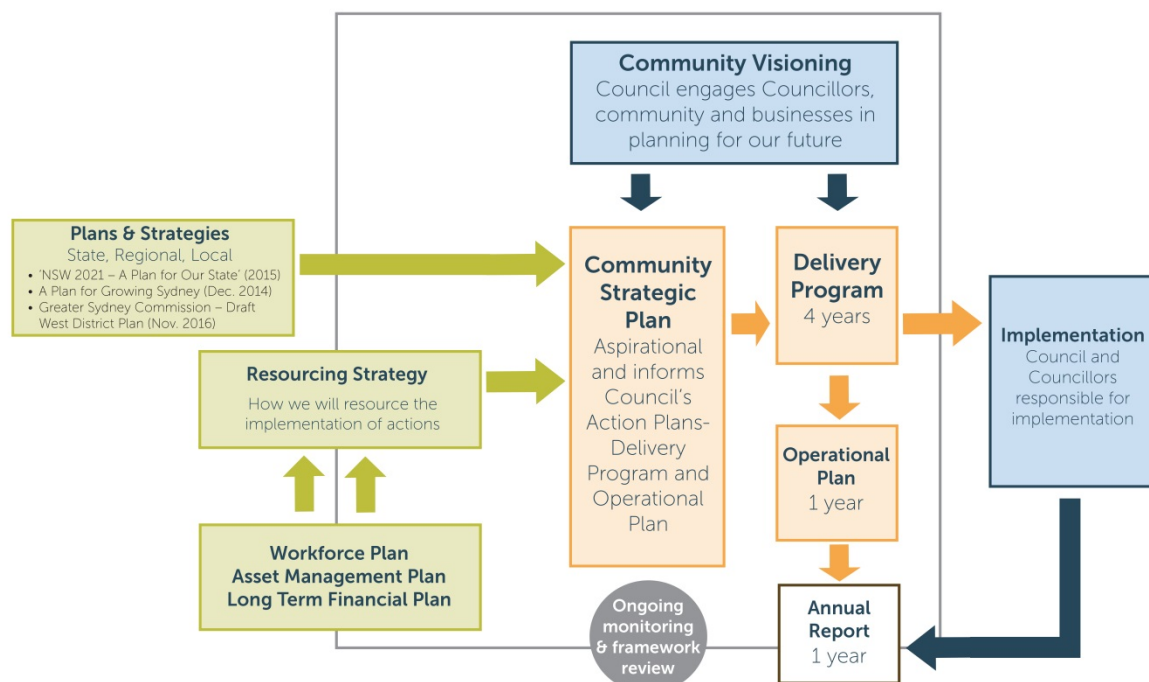 Community Visioning
Council engages Councillors,
community and businesses in
planning for our future
Plans & Strategies
State, Regional, Local
• ‘NSW 2021 – A Plan for Our State’ (2015)
• A Plan for Growing Sydney (Dec. 2014)
• Greater Sydney Commission – Draft
West District Plan (Nov. 2016)
Resourcing Strategy
How we will resource the
implementation of actions
Workforce Plan
Asset Management Plan
Long Term Financial Plan
Community
Strategic
Plan
Aspirational
and informs
Council’s
Action Plans-
Delivery
Program and
Operational
Plan
Delivery
Program
4 years
Operational
Plan
1 year
Annual
Report
1 year
Implementation
Council and
Councillors
responsible for
implementation
Ongoing
monitoring
& framework
review